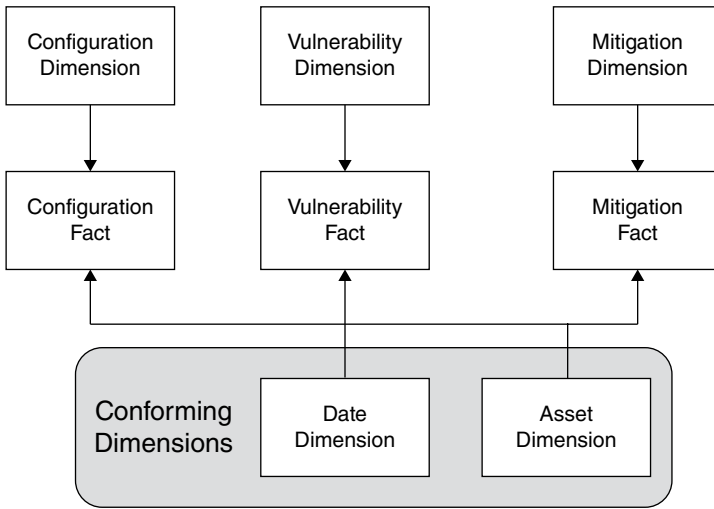 Configuration
Dimension
Vulnerability
Dimension
Mitigation
Dimension
Configuration
Fact
Vulnerability
Fact
Mitigation
Fact
Conforming
Dimensions
Date
Dimension
Asset
Dimension